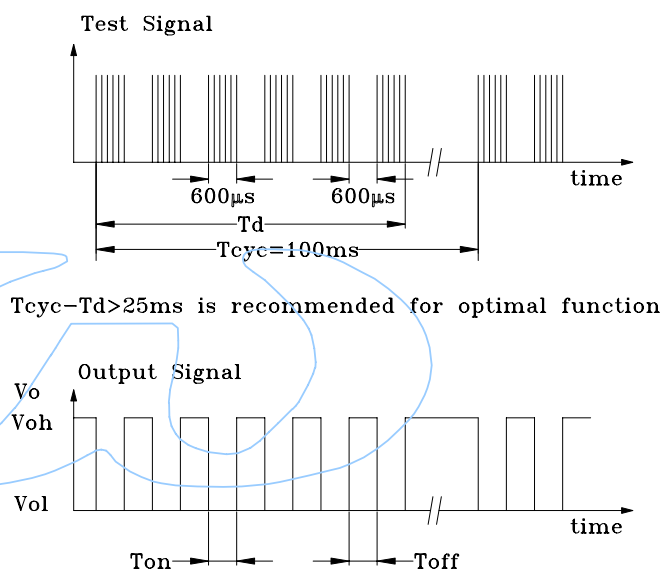 Test Signal
time
600µs 600µs
Td
Tcyc=100ms
Tcyc-Td>25ms is recommended for optimal function
Output Signal
Vo
Voh
Vol
time
Ton Toff